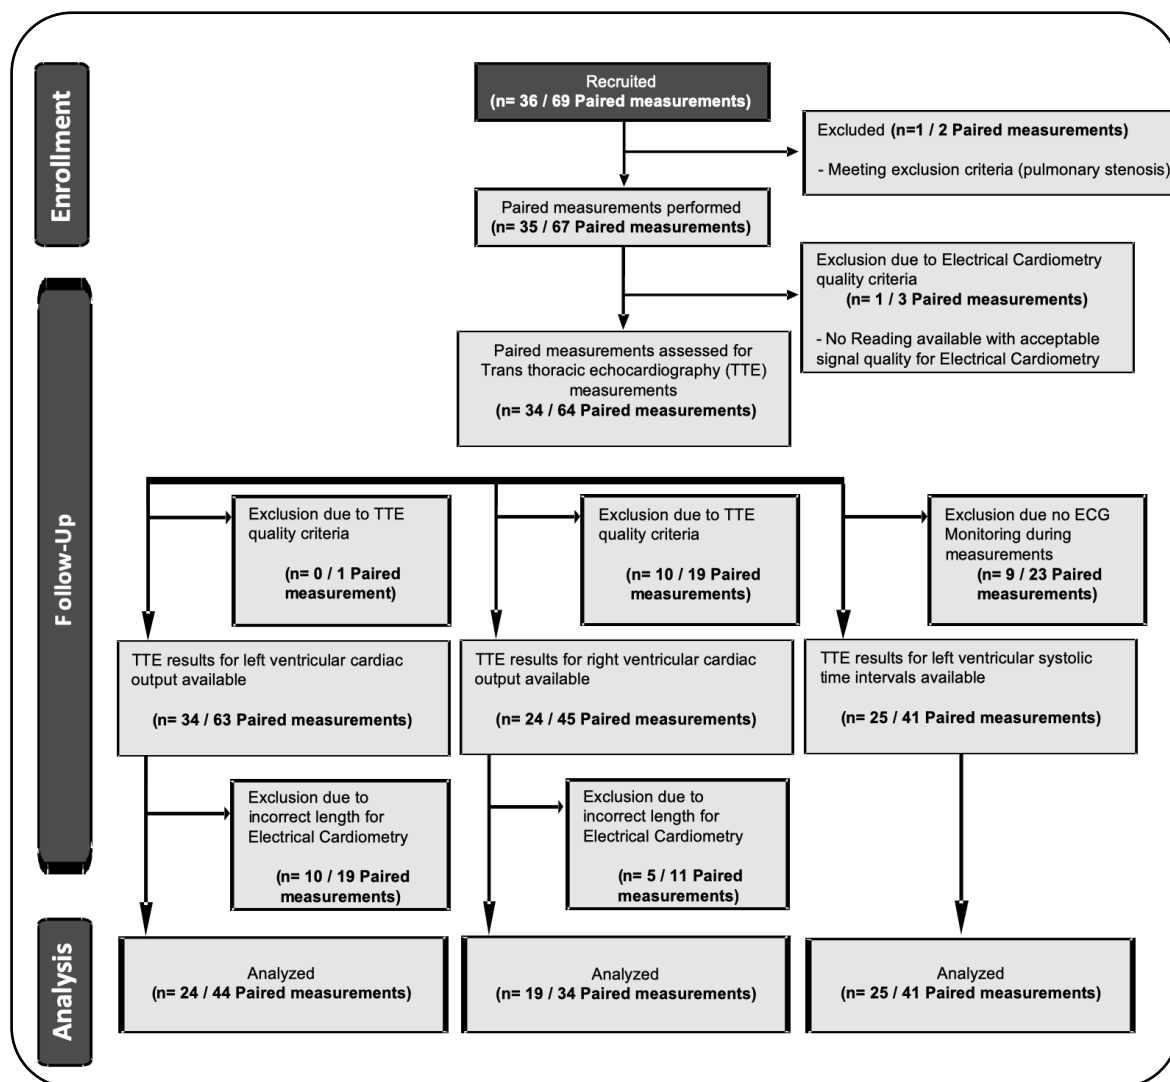 Enrollment
Recruited
(n= 36 / 69 Paired measurements)
Excluded (n=1 / 2 Paired measurements)
- Meeting exclusion criteria (pulmonary stenosis)
Paired measurements performed
(n= 35 / 67 Paired measurements)
Exclusion due to Electrical Cardiometry
quality criteria
(n= 1 / 3 Paired measurements)
- No Reading available with acceptable
signal quality for Electrical Cardiometry
Follow-Up
Paired measurements assessed for
Trans thoracic echocardiography (TTE)
measurements
(n= 34 / 64 Paired measurements)
Exclusion due to TTE
quality criteria
(n= 0 / 1 Paired
measurement)
Exclusion due to TTE
quality criteria
(n= 10 / 19 Paired
measurements)
Exclusion due no ECG
Monitoring during
measurements
(n= 9 / 23 Paired
measurements)
TTE results for left ventricular cardiac
output available
(n= 34 / 63 Paired measurements)
TTE results for right ventricular cardiac
output available
(n= 24 / 45 Paired measurements)
TTE results for left ventricular systolic
time intervals available
(n= 25 / 41 Paired measurements)
Exclusion due to
incorrect length for
Electrical Cardiometry
(n= 10 / 19 Paired
measurements)
Exclusion due to
incorrect length for
Electrical Cardiometry
(n= 5 / 11 Paired
measurements)
Analysis
Analyzed
(n= 24 / 44 Paired measurements)
Analyzed
(n= 19 / 34 Paired measurements)
Analyzed
(n= 25 / 41 Paired measurements)